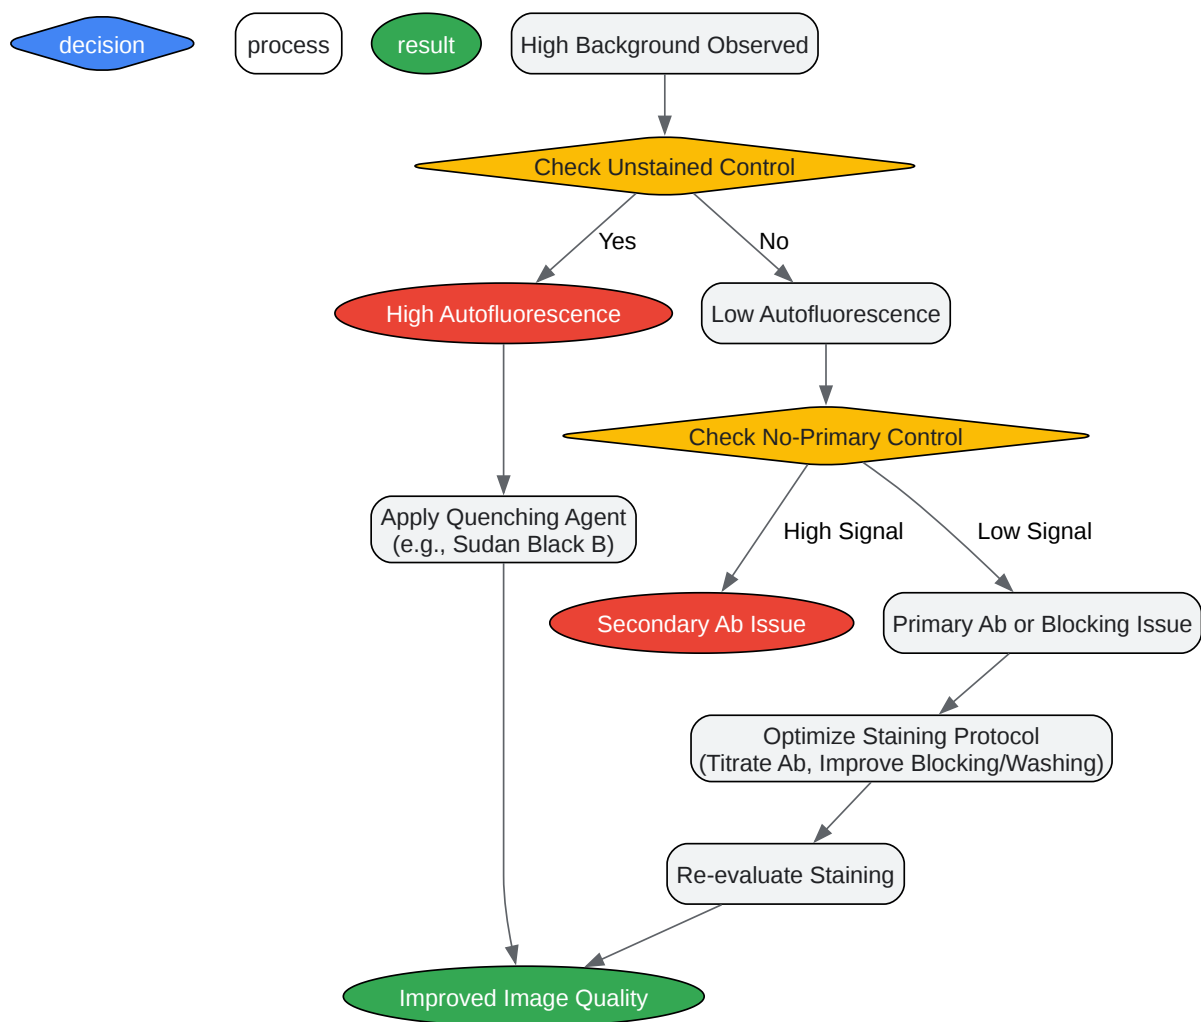 decision
process
result
High Background Observed
Check Unstained Control
Yes
No
High Autofluorescence
Low Autofluorescence
Check No-Primary Control
Apply Quenching Agent
(e.g., Sudan Black B)
High Signal
Low Signal
Secondary Ab Issue
Primary Ab or Blocking Issue
Optimize Staining Protocol
(Titrate Ab, Improve Blocking/Washing)
Re-evaluate Staining
Improved Image Quality